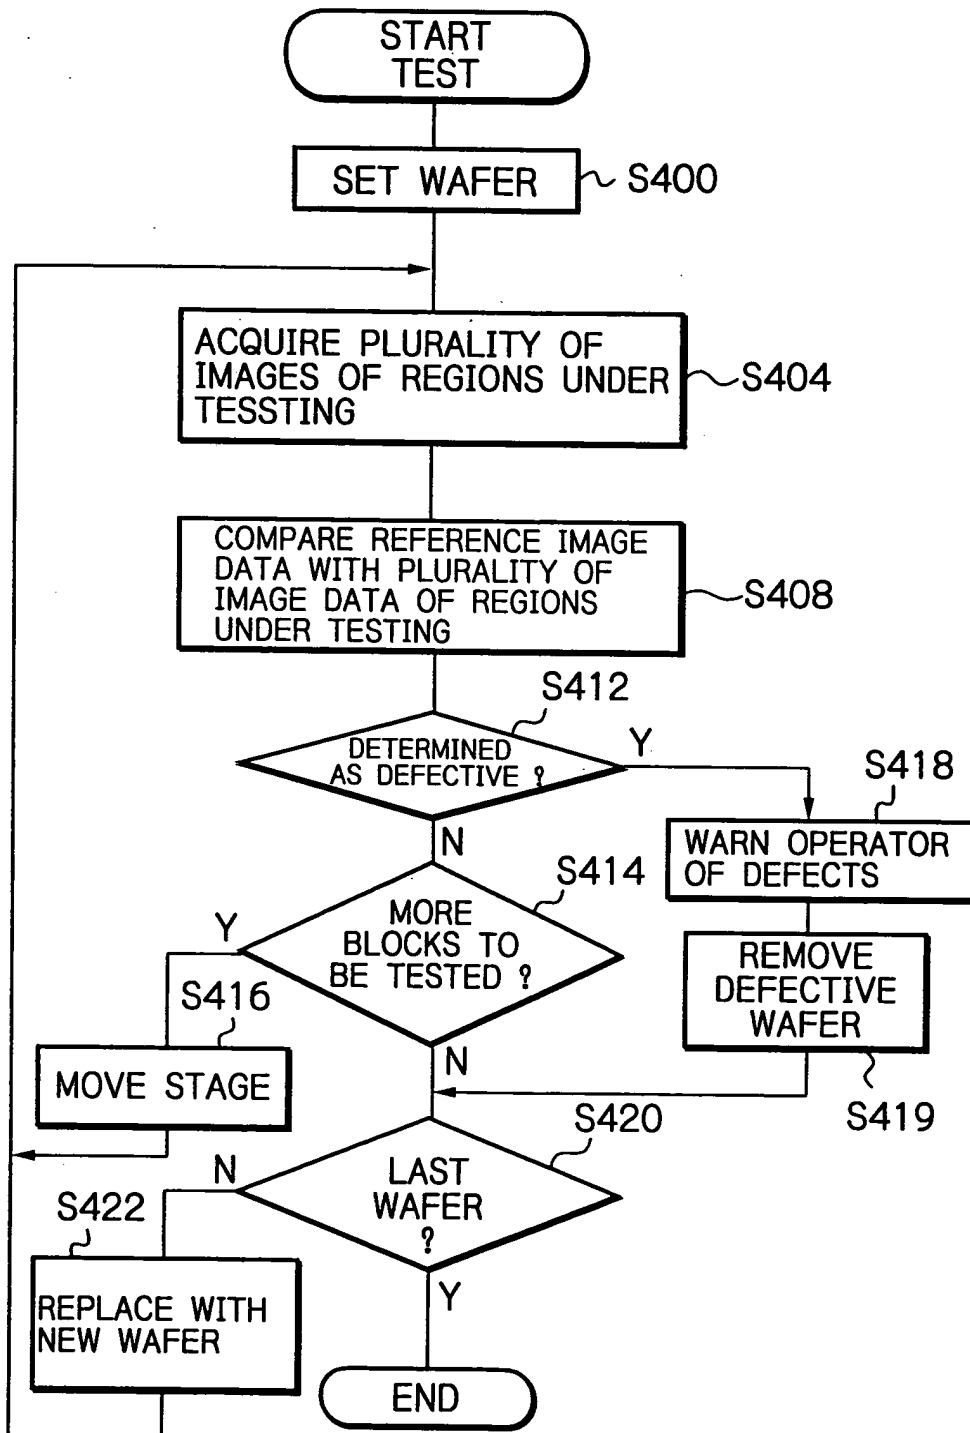 START
TEST
SET WAFER
S400
ACQUIRE PLURALITY OF
IMAGES OF REGIONS UNDER
TESSTING
S404
COMPARE REFERENCE IMAGE
DATA WITH PLURALITY OF
IMAGE DATA OF REGIONS
UNDER TESTING
S408
S412
DETERMINED
AS DEFECTIVE ?
Y
N
S418
WARN OPERATOR
OF DEFECTS
S414
MORE
BLOCKS TO
BE TESTED ?
Y
N
REMOVE
DEFECTIVE
WAFER
S419
S416
MOVE STAGE
S420
LAST
WAFER
?
N
Y
S422
REPLACE WITH
NEW WAFER
END